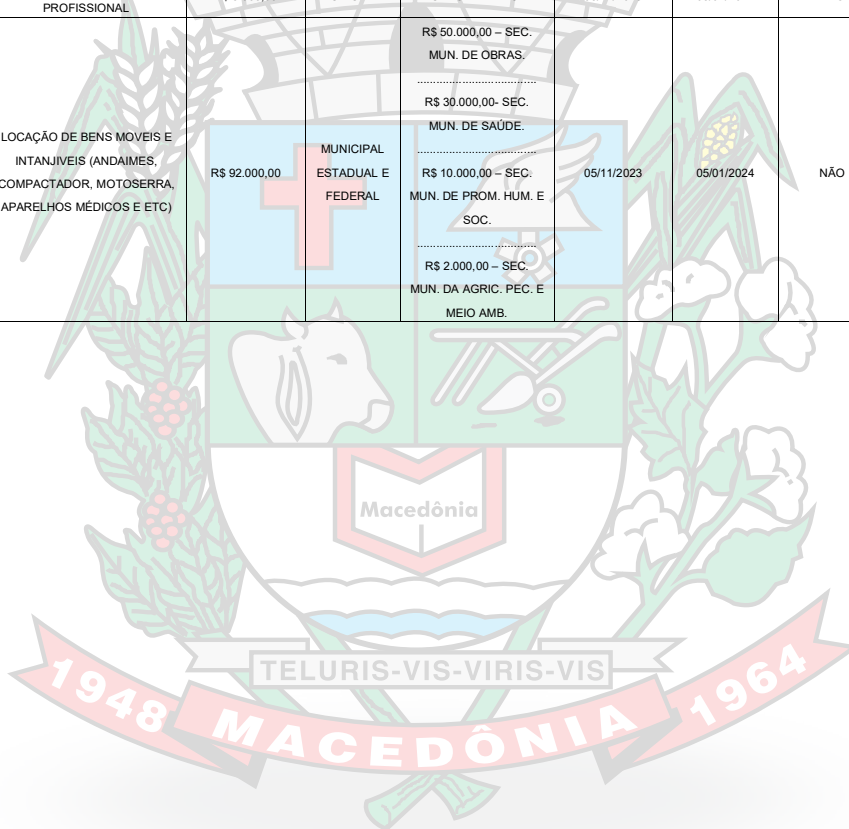 PROFISSIONAL
LOCAÇÃO DE BENS MOVEIS E
INTANJIVEIS (ANDAIMES,
COMPACTADOR, MOTOSERRA,
APARELHOS MÉDICOS E ETC)
R$ 92.000,00
MUNICIPAL
ESTADUAL E
FEDERAL
R$ 50.000,00 – SEC.
MUN. DE OBRAS.
....................................
R$ 30.000,00- SEC.
MUN. DE SAÚDE.
....................................
R$ 10.000,00 – SEC.
MUN. DE PROM. HUM. E
SOC.
....................................
R$ 2.000,00 – SEC.
MUN. DA AGRIC. PEC. E
MEIO AMB.
05/11/2023
05/01/2024
NÃO
Macedônia
TELURIS-VIS-VIRIS-VIS
1948 MACEDÔNIA 1964